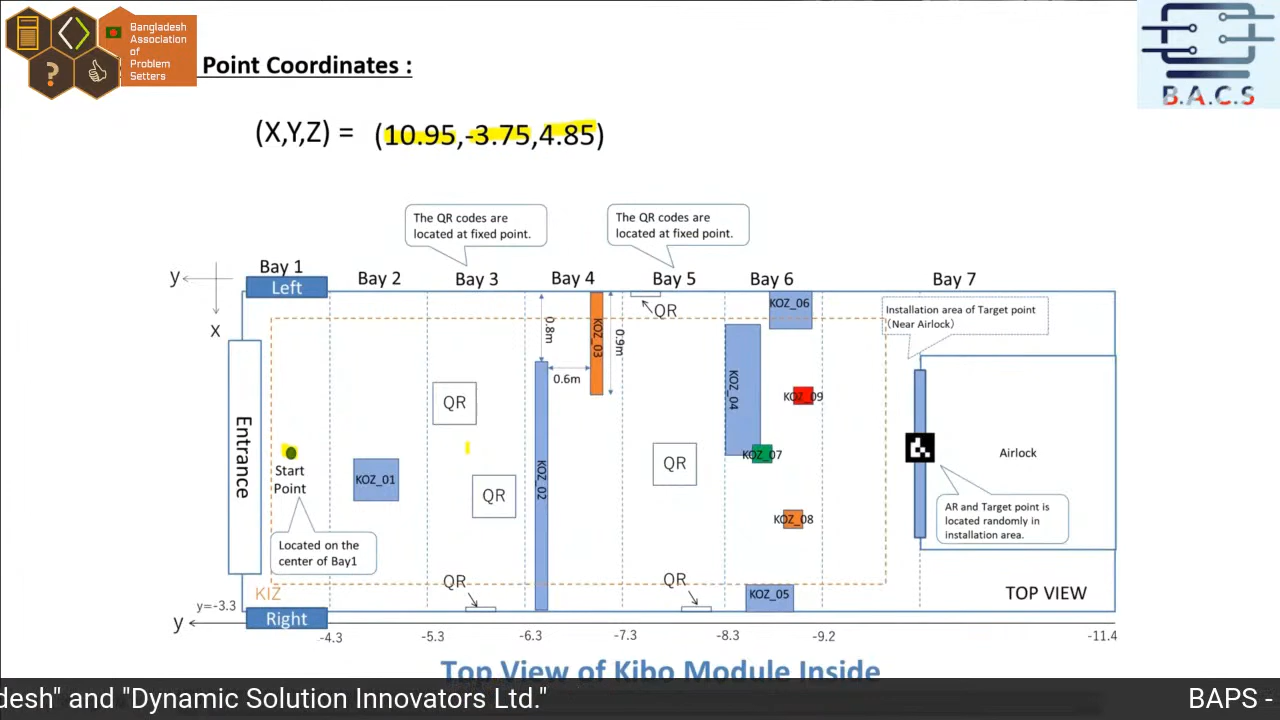 Bangladesh
Association
of
Problem
Setters
Point Coordinates :
B.A.C.S
(X,Y,Z) = (10.95,-3.75,4.85)
The QR codes are
located at fixed point.
The QR codes are
located at fixed point.
y
x
Bay 1
Bay 2
Bay 3
Bay 4
Bay 5
Bay 6
Bay 7
Left
QR
KOZ_06
Installation area of Target point
(Near Airlock)
0.8m
KOZ_03
0.9m
0.6m
KOZ_04
KOZ_09
QR
Entrance
Start
Point
KOZ_01
KOZ_02
QR
QR
KOZ_07
Airlock
KOZ_08
AR and Target point is
located randomly in
installation area.
Located on the
center of Bay1
QR
QR
KOZ_05
KIZ
TOP VIEW
y=-3.3
Right
y
-4.3
-5.3
-6.3
-7.3
-8.3
-9.2
-11.4
Top View of Kibo Module Inside
desh" and "Dynamic Solution Innovators Ltd."
BAPS -